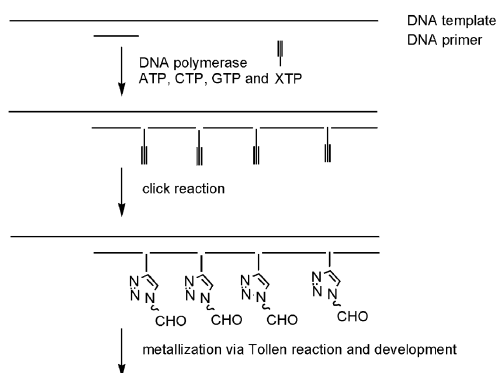 DNA template
DNA primer
DNA polymerase
ATP, CTP, GTP and XTP
click reaction
N N N N
N N N N
N N N N
CHO CHO CHO CHO
metallization via Tollen reaction and development